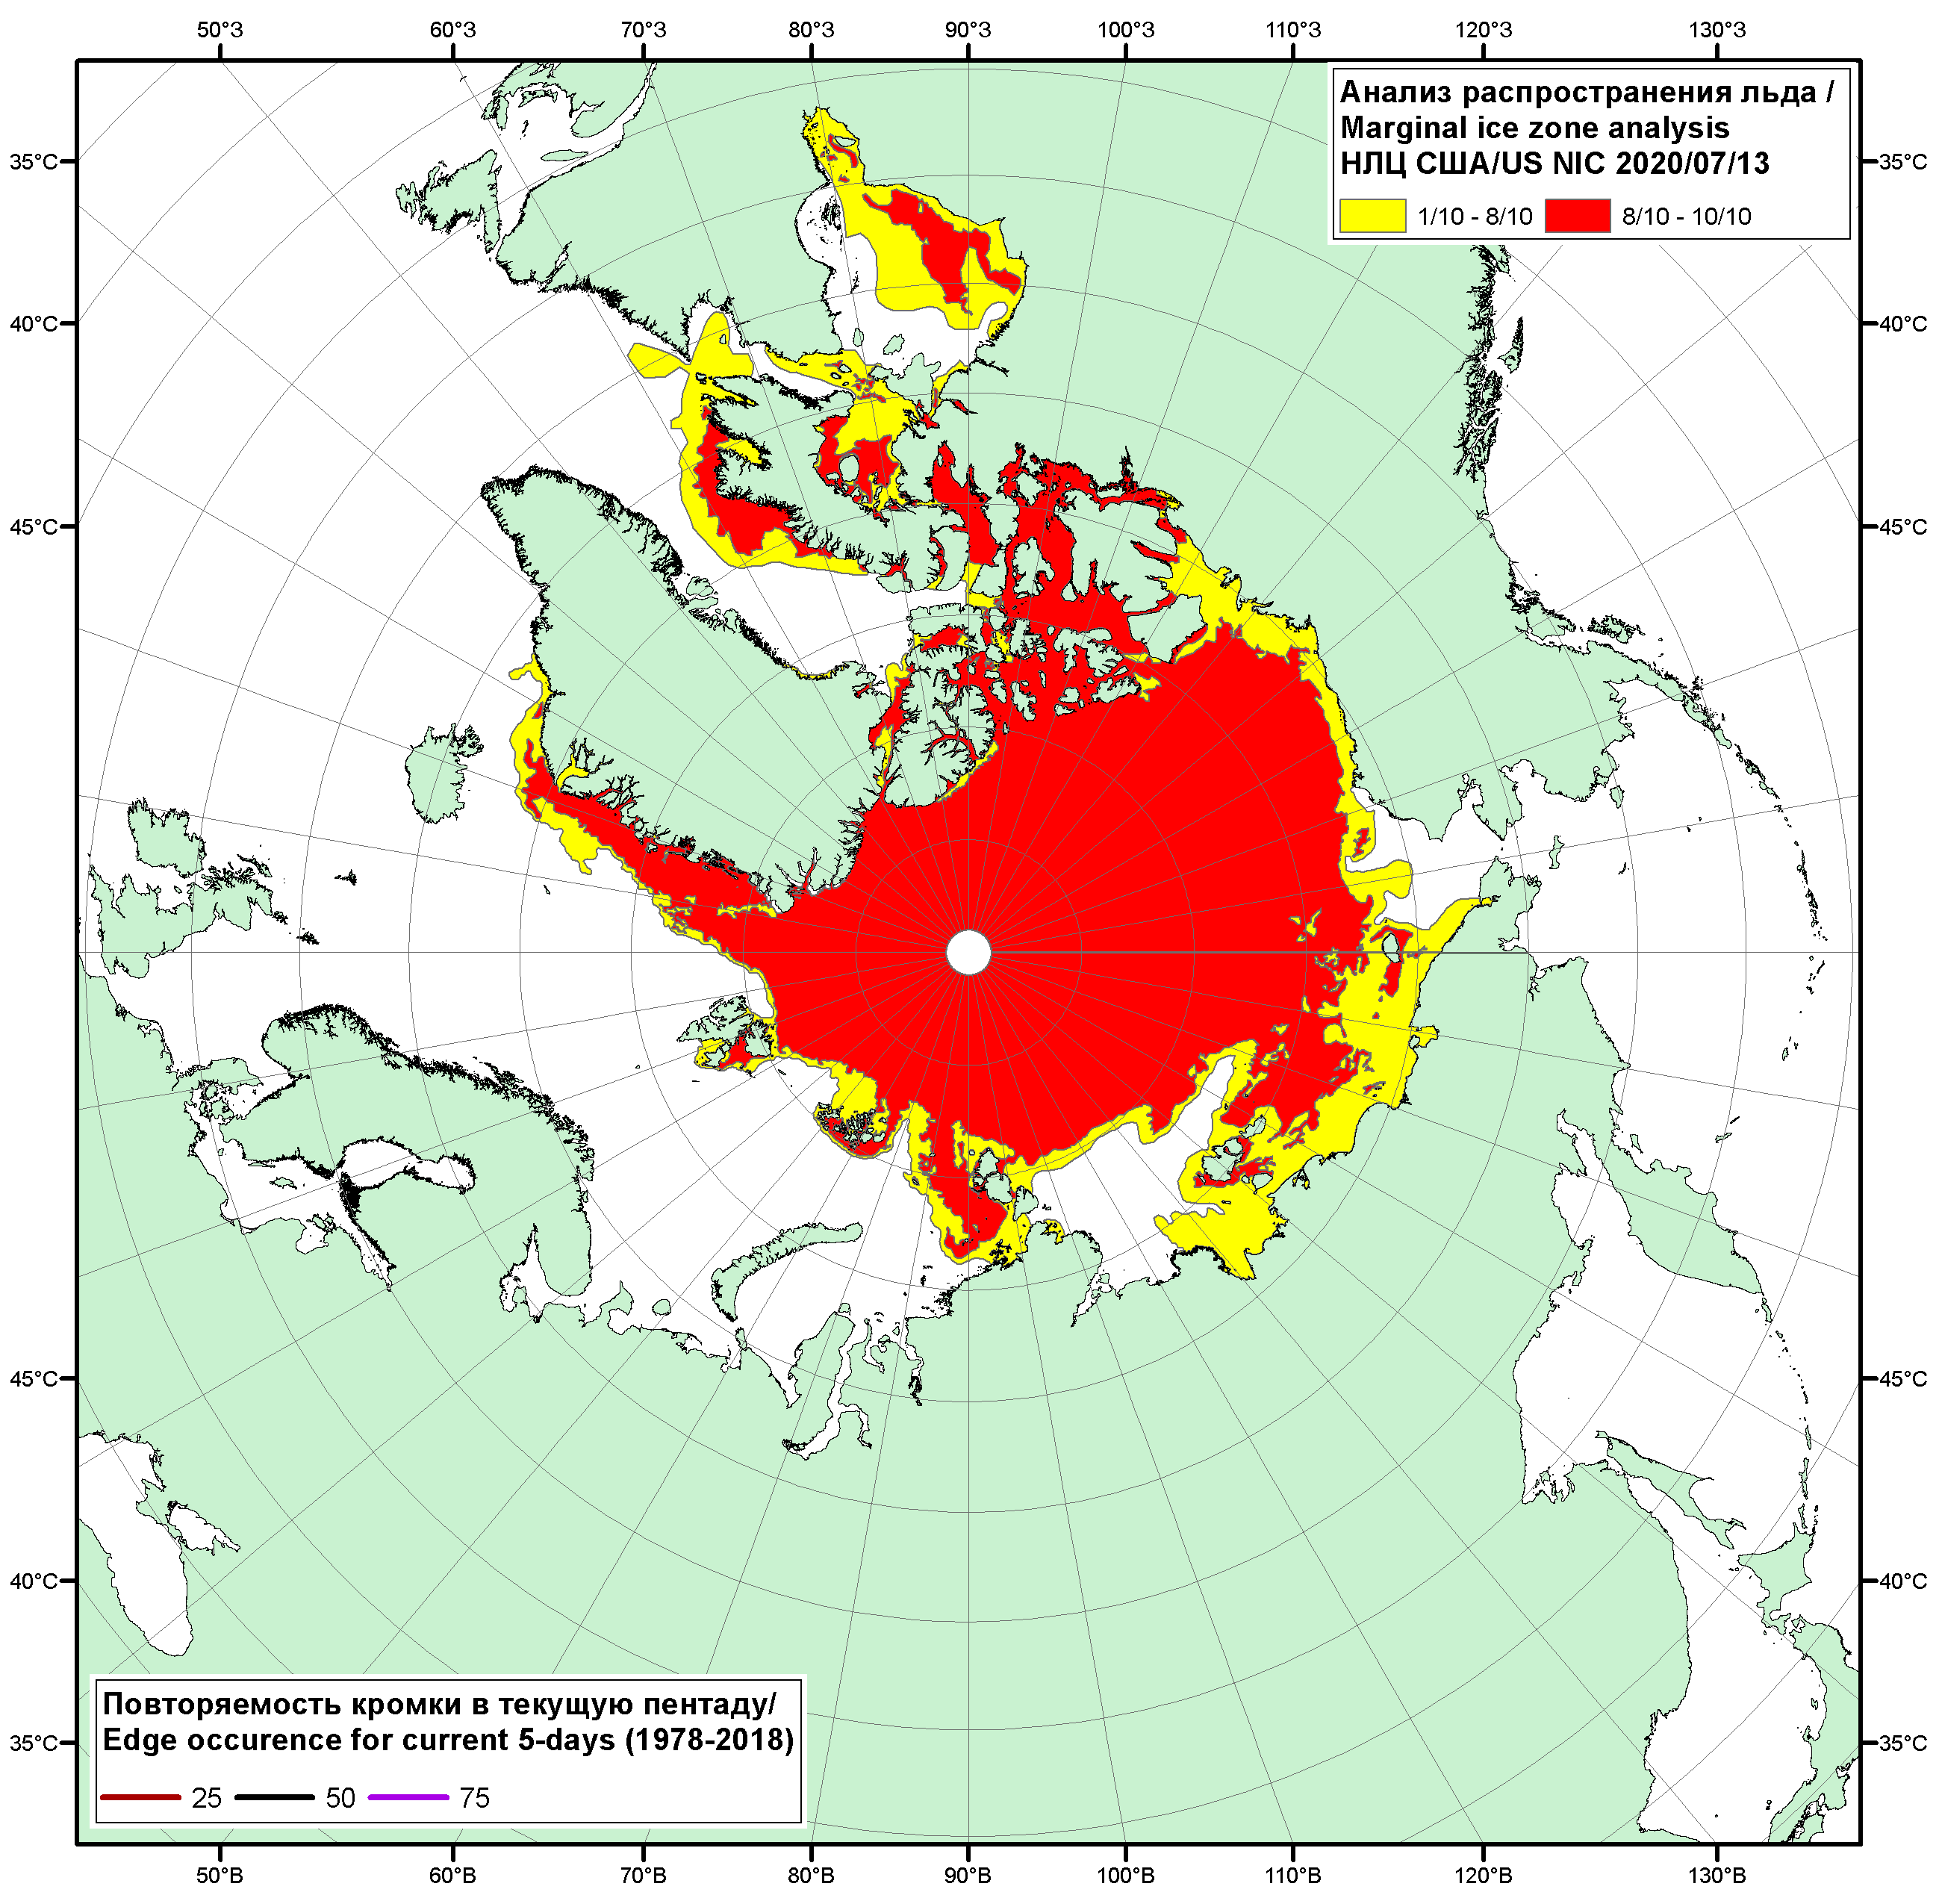 50°З 60°З 70°З 80°З 90°З 100°З 110°З 120°З 130°З
Анализ распространения льда /
Marginal ice zone analysis
НЛЦ США/US NIC 2020/07/13
1/10 - 8/10 8/10 - 10/10
35°С 35°С
40°С 40°С
45°С 45°С
45°С 45°С
40°С 40°С
35°С 35°С
Повторяемость кромки в текущую пентаду/
Edge occurence for current 5-days (1978-2018)
25 50 75
50°В 60°В 70°В 80°В 90°В 100°В 110°В 120°В 130°В